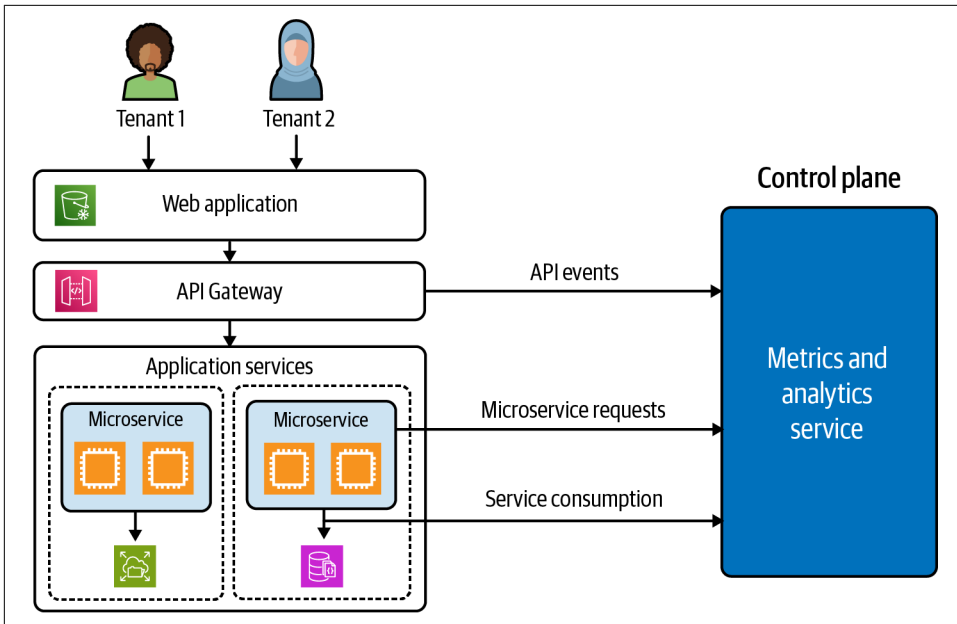 Tenant 1
Tenant 2
Web application
Control plane
API Gateway
API events
Application services
Microservice
Microservice
Microservice requests
Service consumption
Metrics and
analytics
service